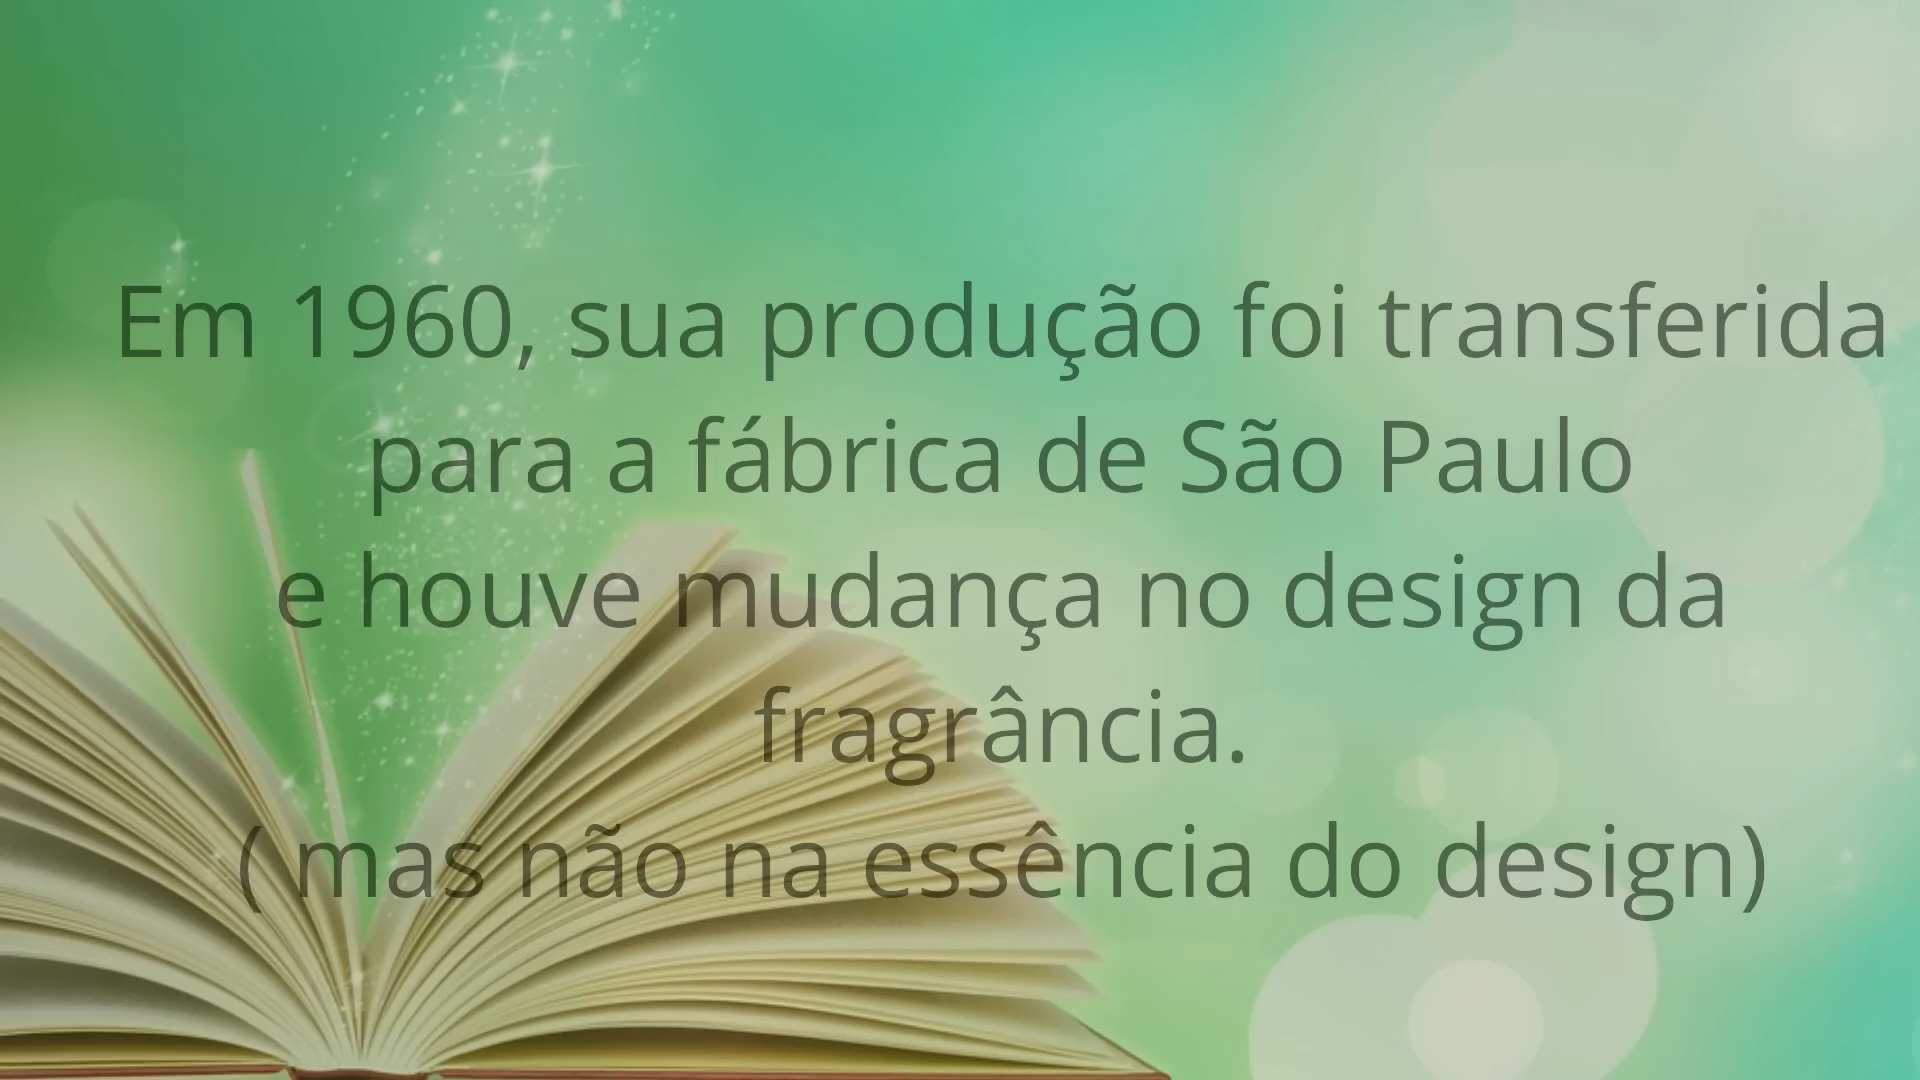 Em 1960, sua produção foi transferida
para a fábrica de São Paulo
e houve mudança no design da
fragrância.
( mas não na essência do design)